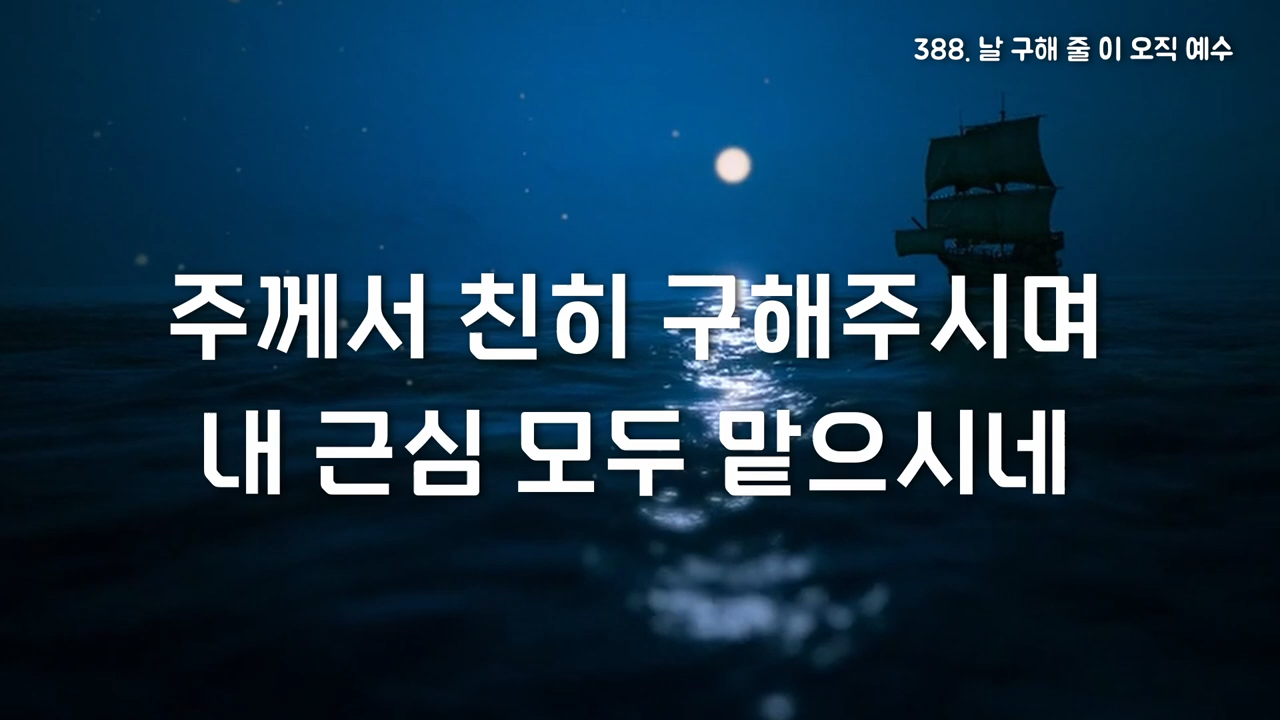 388. 날 구해 줄 이 오직 예수
주께서 친히 구해주시며
내 근심 모두 맡으시네